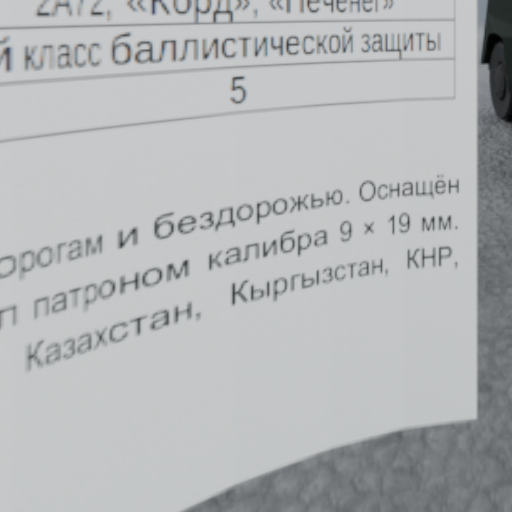 2А72, «Корд», «Печенег»
й класс баллистической защиты
5
орогам и бездорожью. Оснащён
п патроном калибра 9 × 19 мм.
Казахстан, Кыргызстан, КНР,